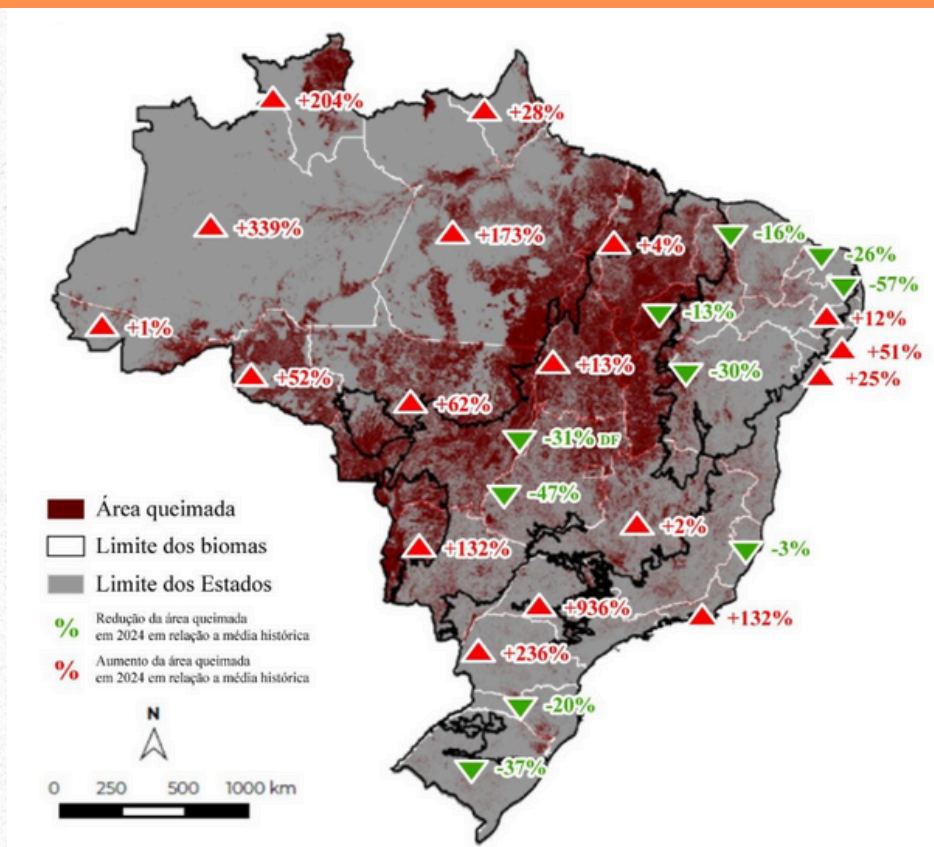 +204%
+28%
+339%
+173%
+4%
-16%
-26%
-57%
-13%
+12%
+1%
+51%
+13%
-30%
+52%
+25%
+62%
-31% DF
-47%
+2%
+132%
-3%
+936%
+132%
+236%
-20%
-37%
Área queimada
Limite dos biomas
Limite dos Estados
% Redução da área queimada
em 2024 em relação a média histórica
% Aumento da área queimada
em 2024 em relação a média histórica
N
0 250 500 1000 km